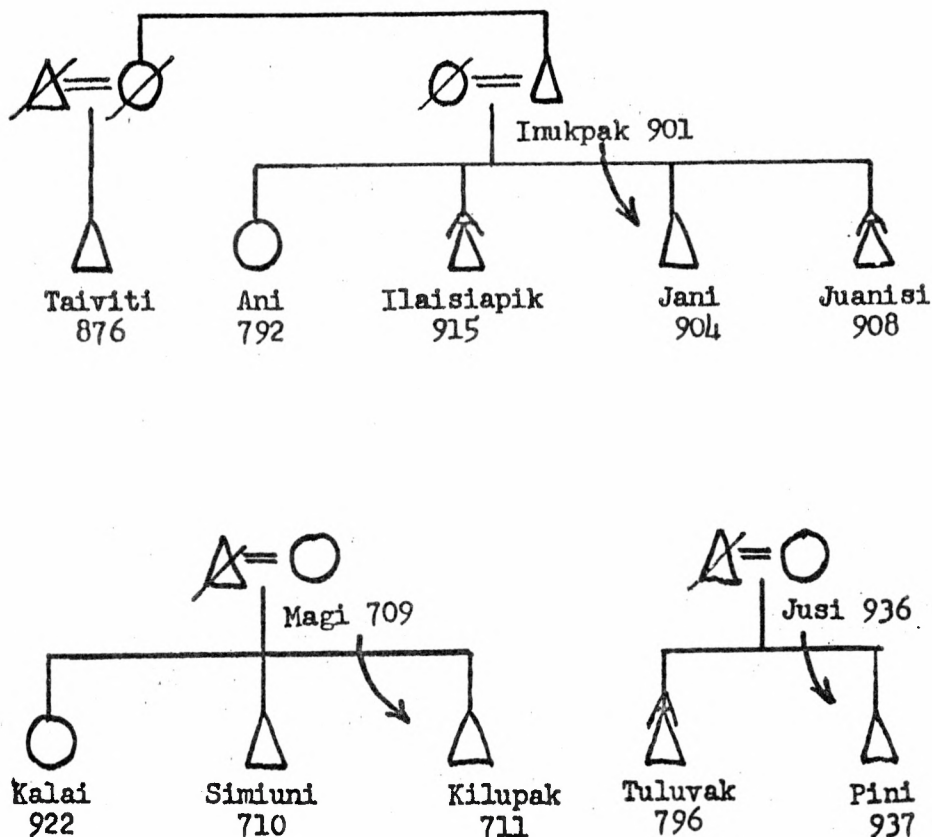 Inukpak 901
Taiviti Ani Ilaisiapik Jani Juanisi
876 792 915 904 908
Magi 709 Jusi 936
Kalai Simiuni Kilupak Tuluvak Pini
922 710 711 796 937